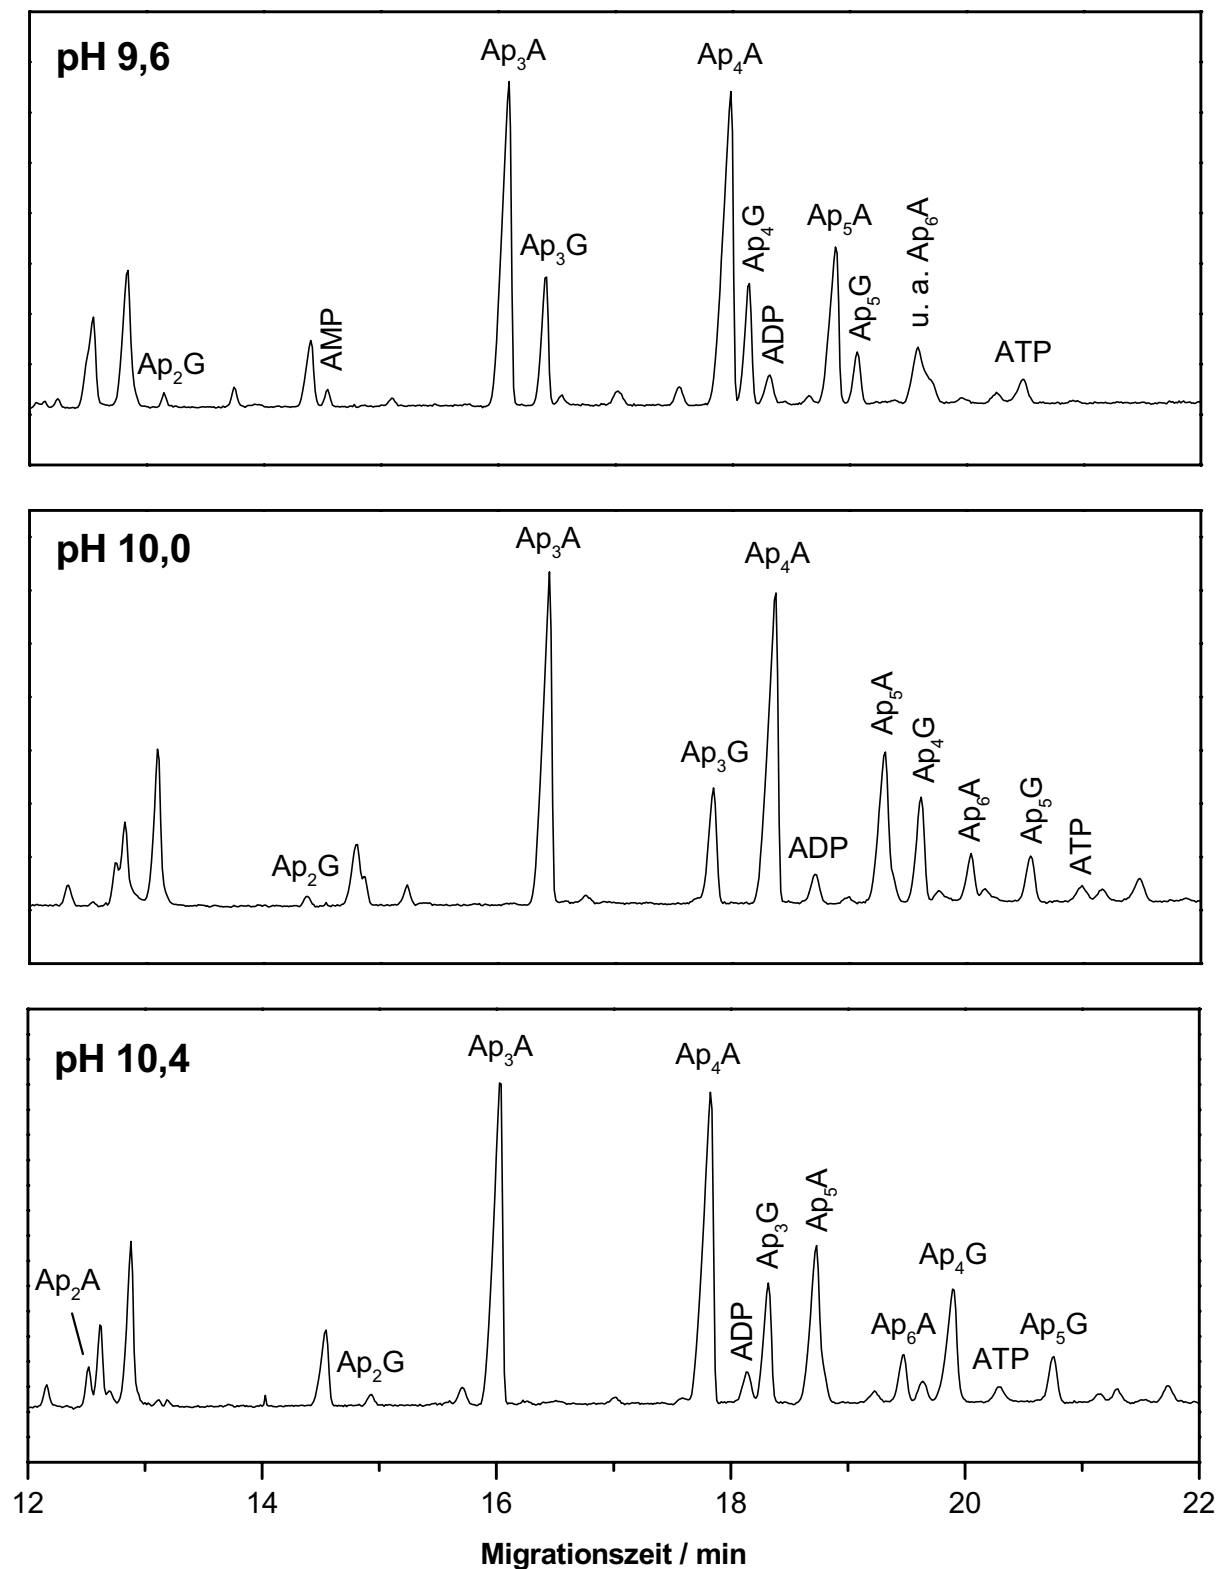 pH 9,6
Ap₃A
Ap₄A
Ap₂G
AMP
Ap₃G
Ap₄G
ADP
Ap₅A
Ap₅G
u. a. Ap₆A
ATP
pH 10,0
Ap₃A
Ap₄A
Ap₂G
Ap₃G
ADP
Ap₅A
Ap₄G
Ap₆A
Ap₅G
ATP
pH 10,4
Ap₃A
Ap₄A
Ap₂A
Ap₂G
ADP
Ap₃G
Ap₅A
Ap₆A
Ap₄G
ATP
Ap₅G
12 14 16 18 20 22
Migrationszeit / min